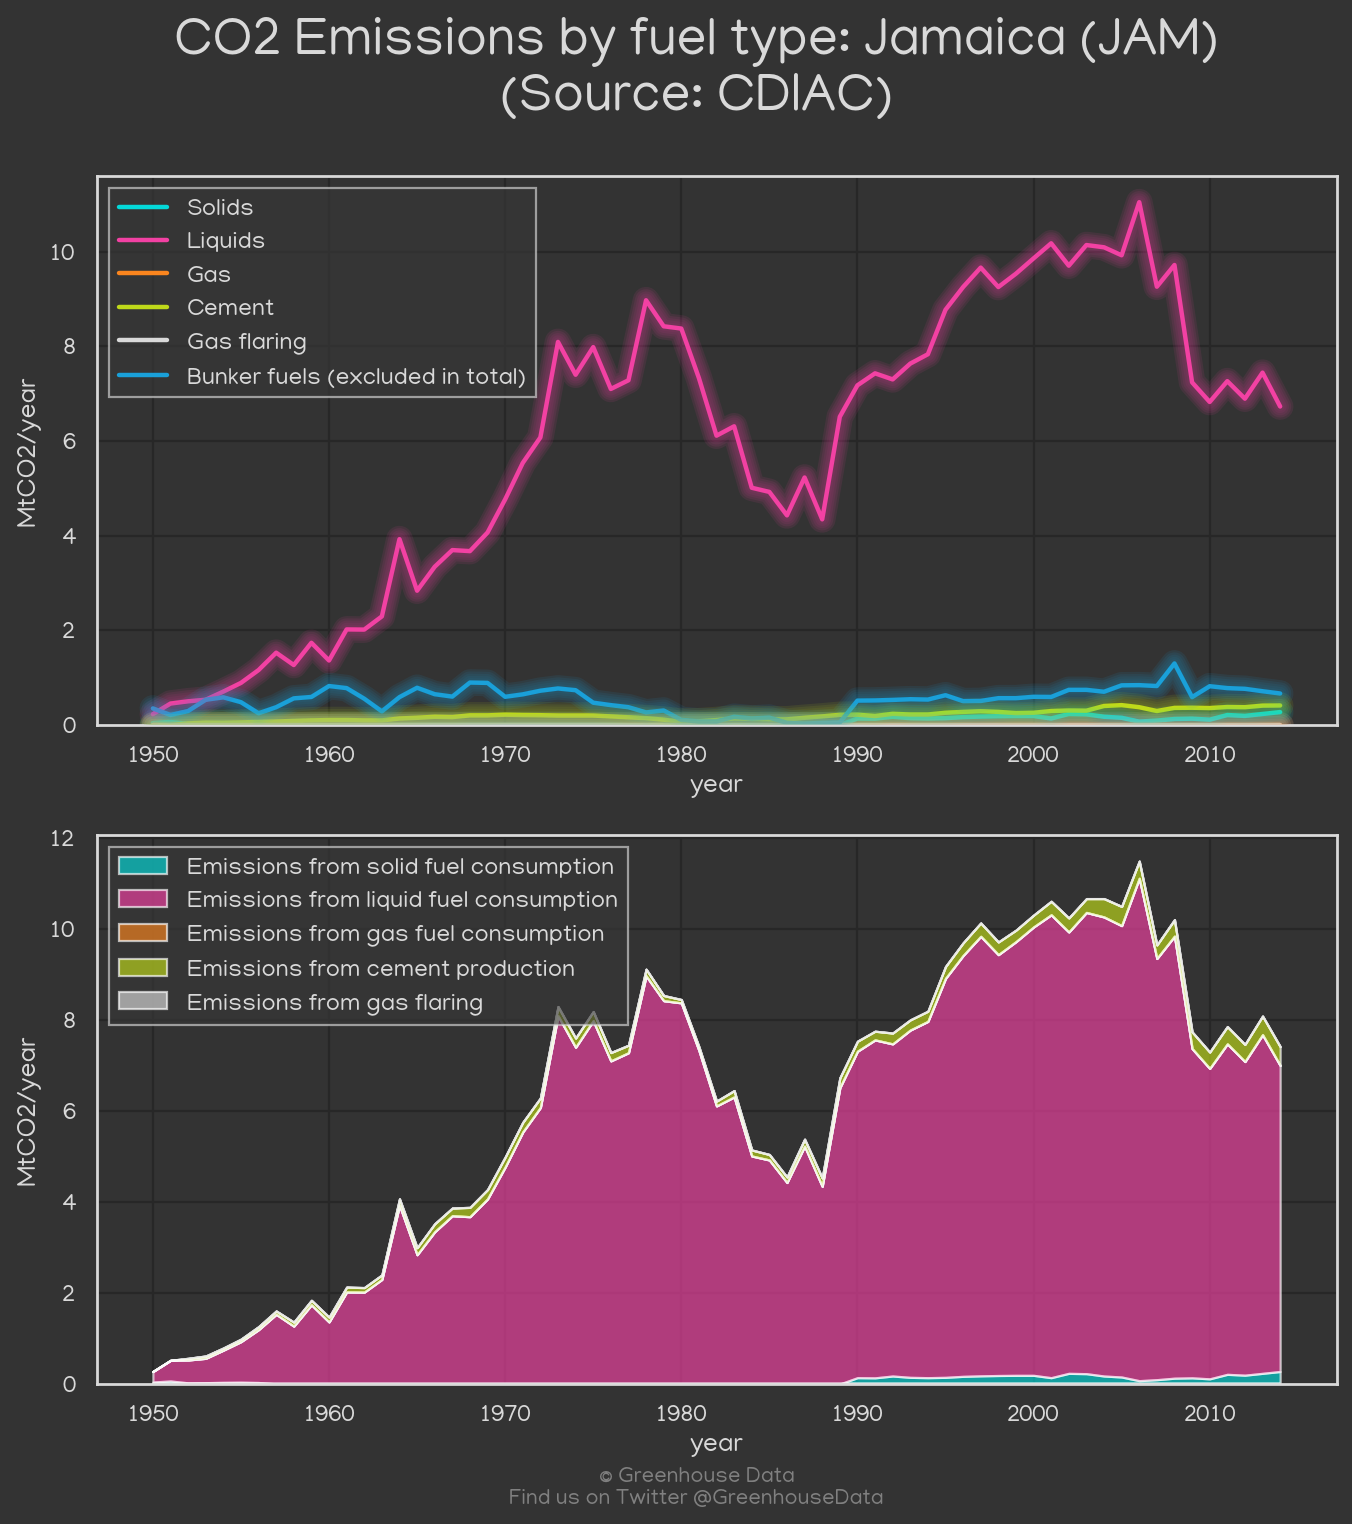 CO2 Emissions by fuel type: Jamaica (JAM)
(Source: CDIAC)
Solids
Liquids
Gas
Cement
Gas flaring
Bunker fuels (excluded in total)
MtCO2/year
10
8
6
4
2
0
1950 1960 1970 1980 1990 2000 2010
year
Emissions from solid fuel consumption
Emissions from liquid fuel consumption
Emissions from gas fuel consumption
Emissions from cement production
Emissions from gas flaring
MtCO2/year
12
10
8
6
4
2
0
1950 1960 1970 1980 1990 2000 2010
year
© Greenhouse Data
Find us on Twitter @GreenhouseData